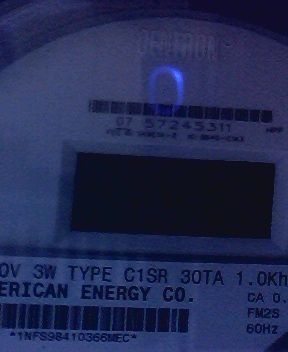 07 57245311
0V 3W TYPE C1SR 30TA 1.0Kh
ERICAN ENERGY CO.
CA 0.
FM2S
60Hz
*1NFS98410366MEC*